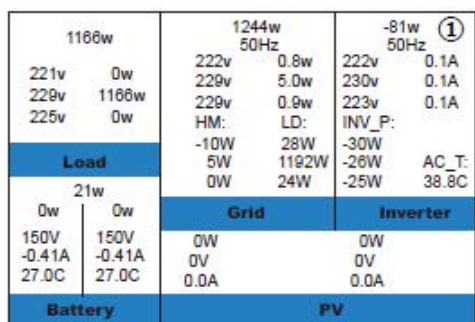 1166w
221v 0w
229v 1166w
225v 0w
Load
1244w
50Hz
222v 0.8w
229v 5.0w
229v 0.9w
HM: LD:
-10W 28W
5W 1192W
0W 24W
Grid
-81w ①
50Hz
222v 0.1A
230v 0.1A
223v 0.1A
INV_P:
-30W
-26W AC_T:
-25W 38.8C
Inverter
21w
0w 0w
150V 150V
-0.41A -0.41A
27.0C 27.0C
Battery
0W 0W
0V 0V
0.0A 0.0A
PV